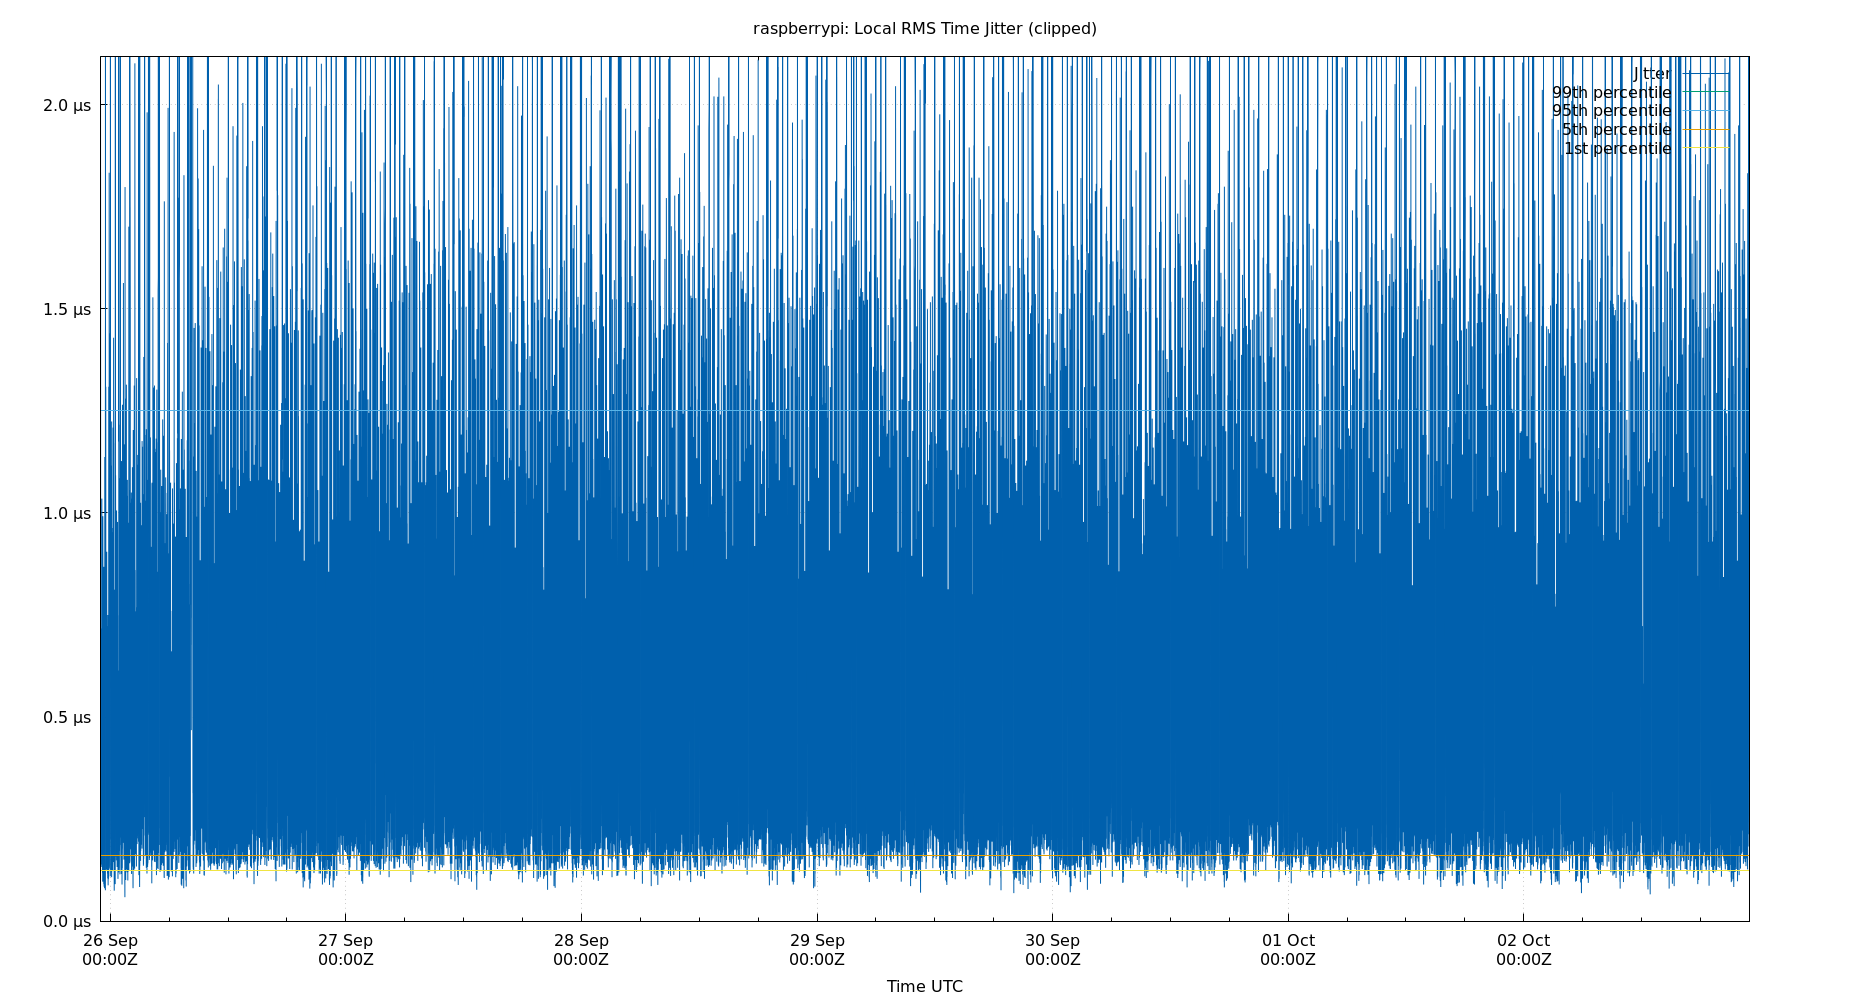 raspberrypi: Local RMS Time Jitter (clipped)
Jitter
99th percentile
95th percentile
5th percentile
1st percentile
2.0 µs
1.5 µs
1.0 µs
0.5 µs
0.0 µs
26 Sep 27 Sep 28 Sep 29 Sep 30 Sep 01 Oct 02 Oct
00:00Z 00:00Z 00:00Z 00:00Z 00:00Z 00:00Z 00:00Z
Time UTC